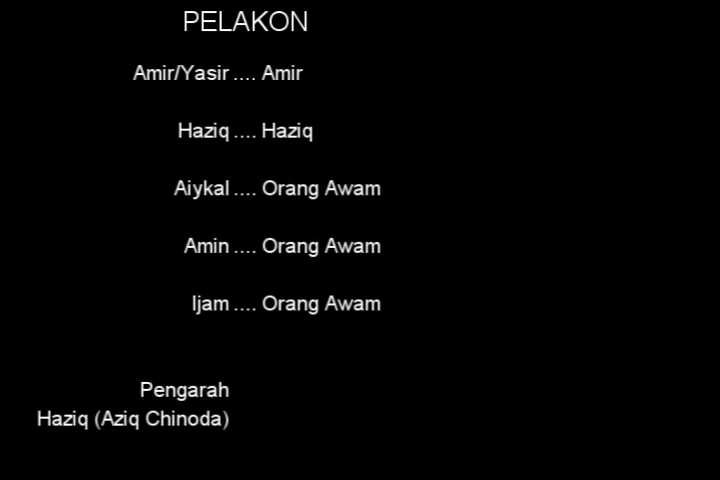 PELAKON
Amir/Yasir .... Amir
Haziq .... Haziq
Aiykal .... Orang Awam
Amin .... Orang Awam
Ijam .... Orang Awam
Pengarah
Haziq (Aziq Chinoda)